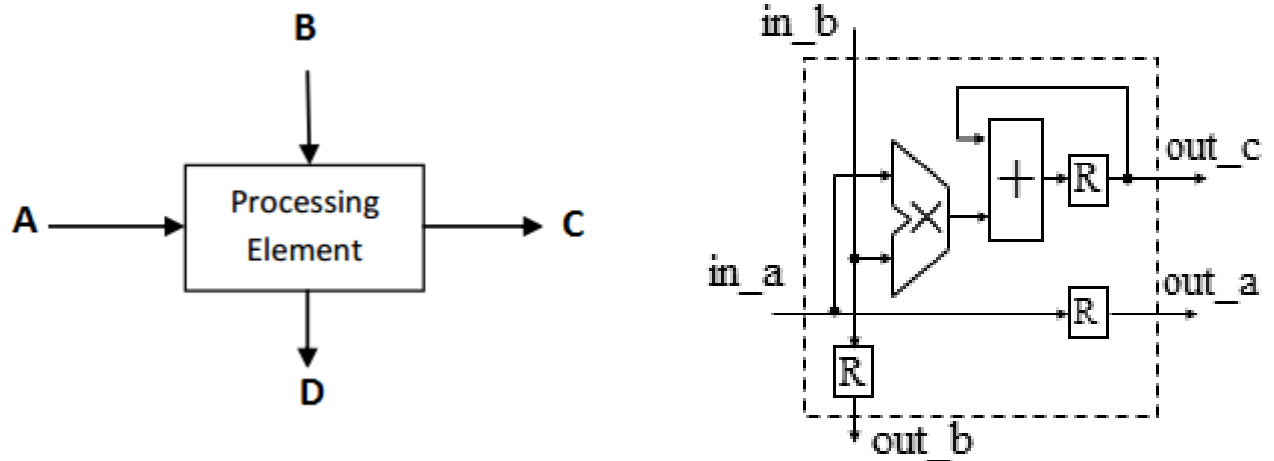 B
A
Processing
Element
C
D
in_b
out_c
+
R
×
in_a
out_a
R
R
out_b